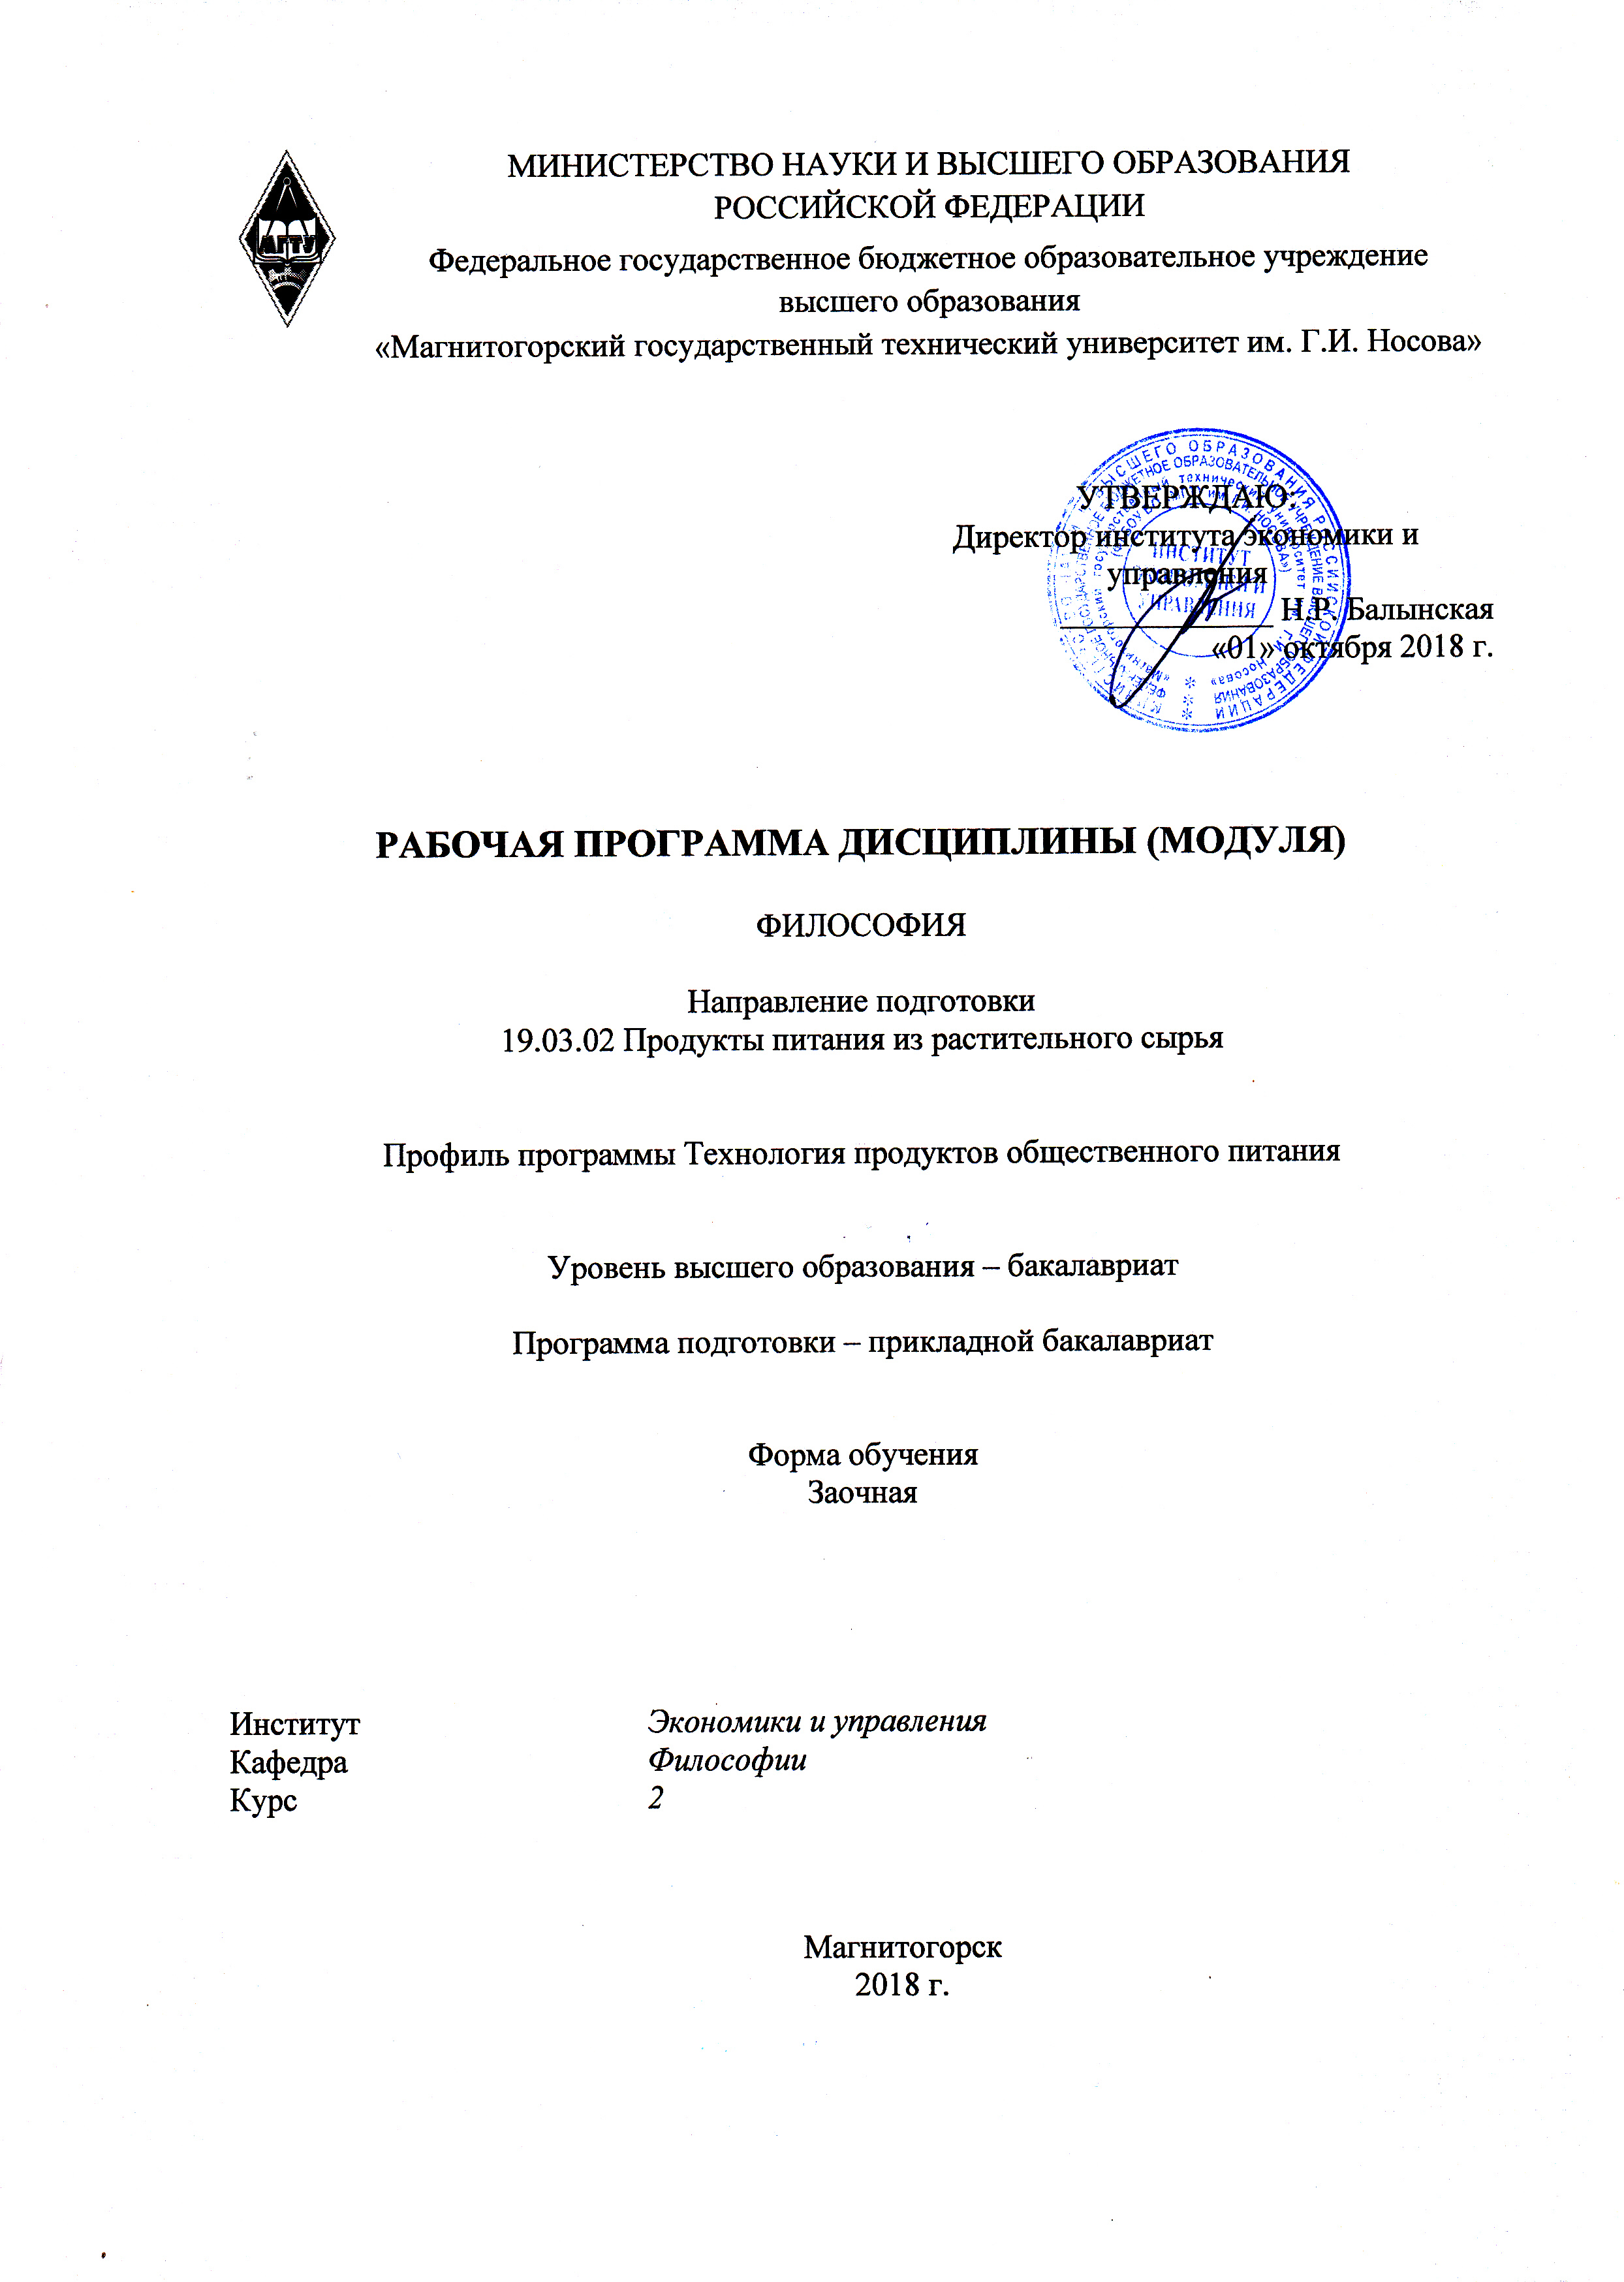 МИНИСТЕРСТВО НАУКИ И ВЫСШЕГО ОБРАЗОВАНИЯ
РОССИЙСКОЙ ФЕДЕРАЦИИ
Федеральное государственное бюджетное образовательное учреждение
высшего образования
«Магнитогорский государственный технический университет им. Г.И. Носова»
МГТУ
УТВЕРЖДАЮ:
Директор института экономики и
управления
Н.Р. Балынская
«01» октября 2018 г.
ИНСТИТУТ
И
УПРАВЛЕНИЯ
РАБОЧАЯ ПРОГРАММА ДИСЦИПЛИНЫ (МОДУЛЯ)
ФИЛОСОФИЯ
Направление подготовки
19.03.02 Продукты питания из растительного сырья
Профиль программы Технология продуктов общественного питания
Уровень высшего образования – бакалавриат
Программа подготовки – прикладной бакалавриат
Форма обучения
Заочная
Институт Экономики и управления
Кафедра Философии
Курс 2
Магнитогорск
2018 г.